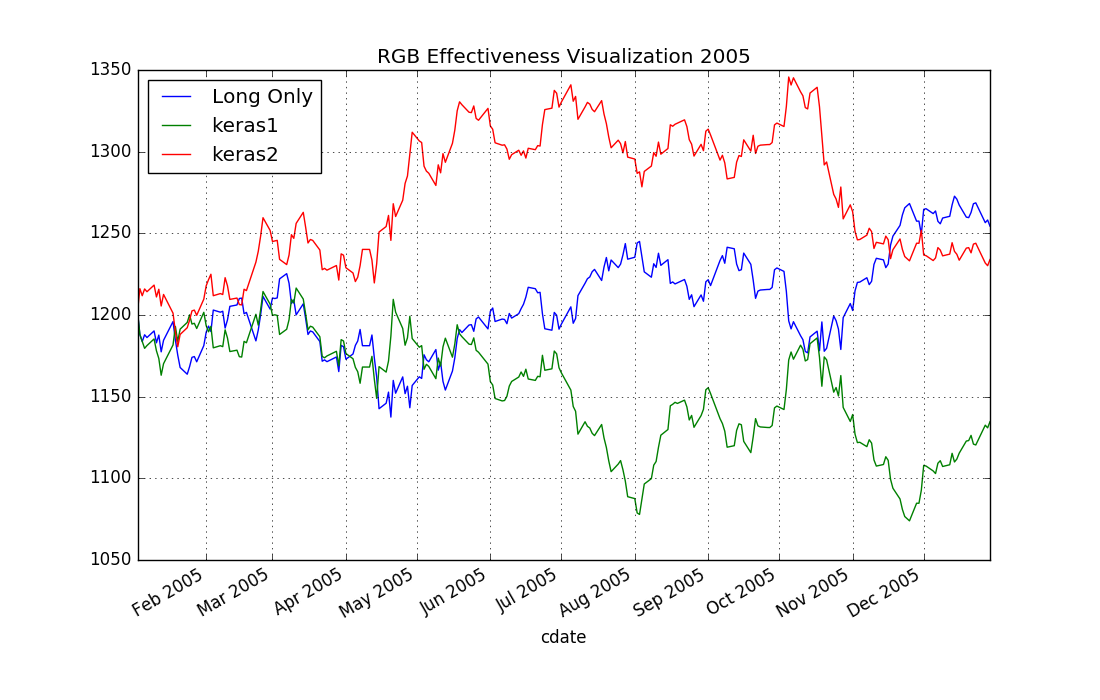 RGB Effectiveness Visualization 2005
Long Only
keras1
keras2
1350
1300
1250
1200
1150
1100
1050
Feb 2005
Mar 2005
Apr 2005
May 2005
Jun 2005
Jul 2005
Aug 2005
Sep 2005
Oct 2005
Nov 2005
Dec 2005
cdate